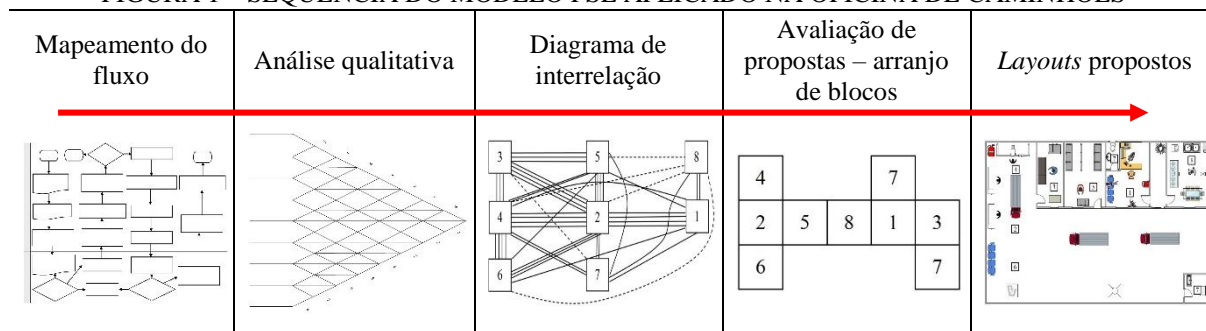 Mapeamento do
fluxo
Análise qualitativa
Diagrama de
interrelação
Avaliação de
propostas – arranjo
de blocos
Layouts propostos
3 5 8
4 2 1
6 7
4 7
2 5 8 1 3
6 7